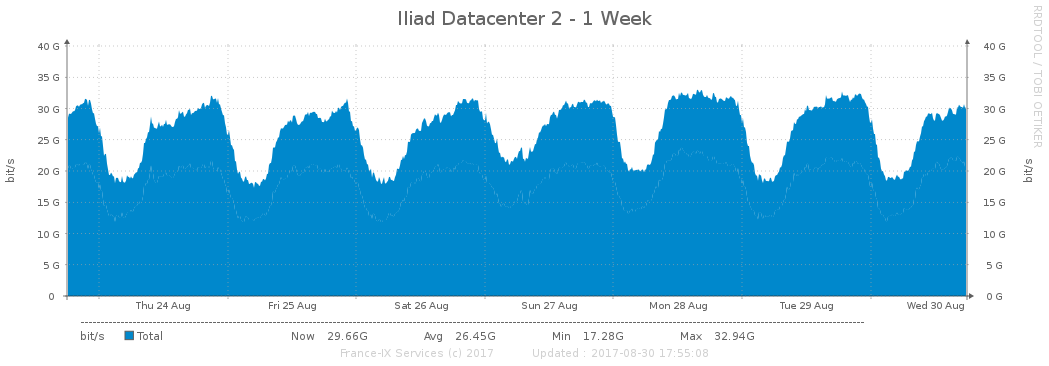 Iliad Datacenter 2 - 1 Week
RRDTOOL / TOBI OETIKER
40 G 40 G
35 G 35 G
30 G 30 G
25 G 25 G
20 G 20 G
15 G 15 G
10 G 10 G
5 G 5 G
0 0 G
bit/s bit/s
Thu 24 Aug Fri 25 Aug Sat 26 Aug Sun 27 Aug Mon 28 Aug Tue 29 Aug Wed 30 Aug
bit/s Total Now 29.66G Avg 26.45G Min 17.28G Max 32.94G
France-IX Services (c) 2017 Updated : 2017-08-30 17:55:08